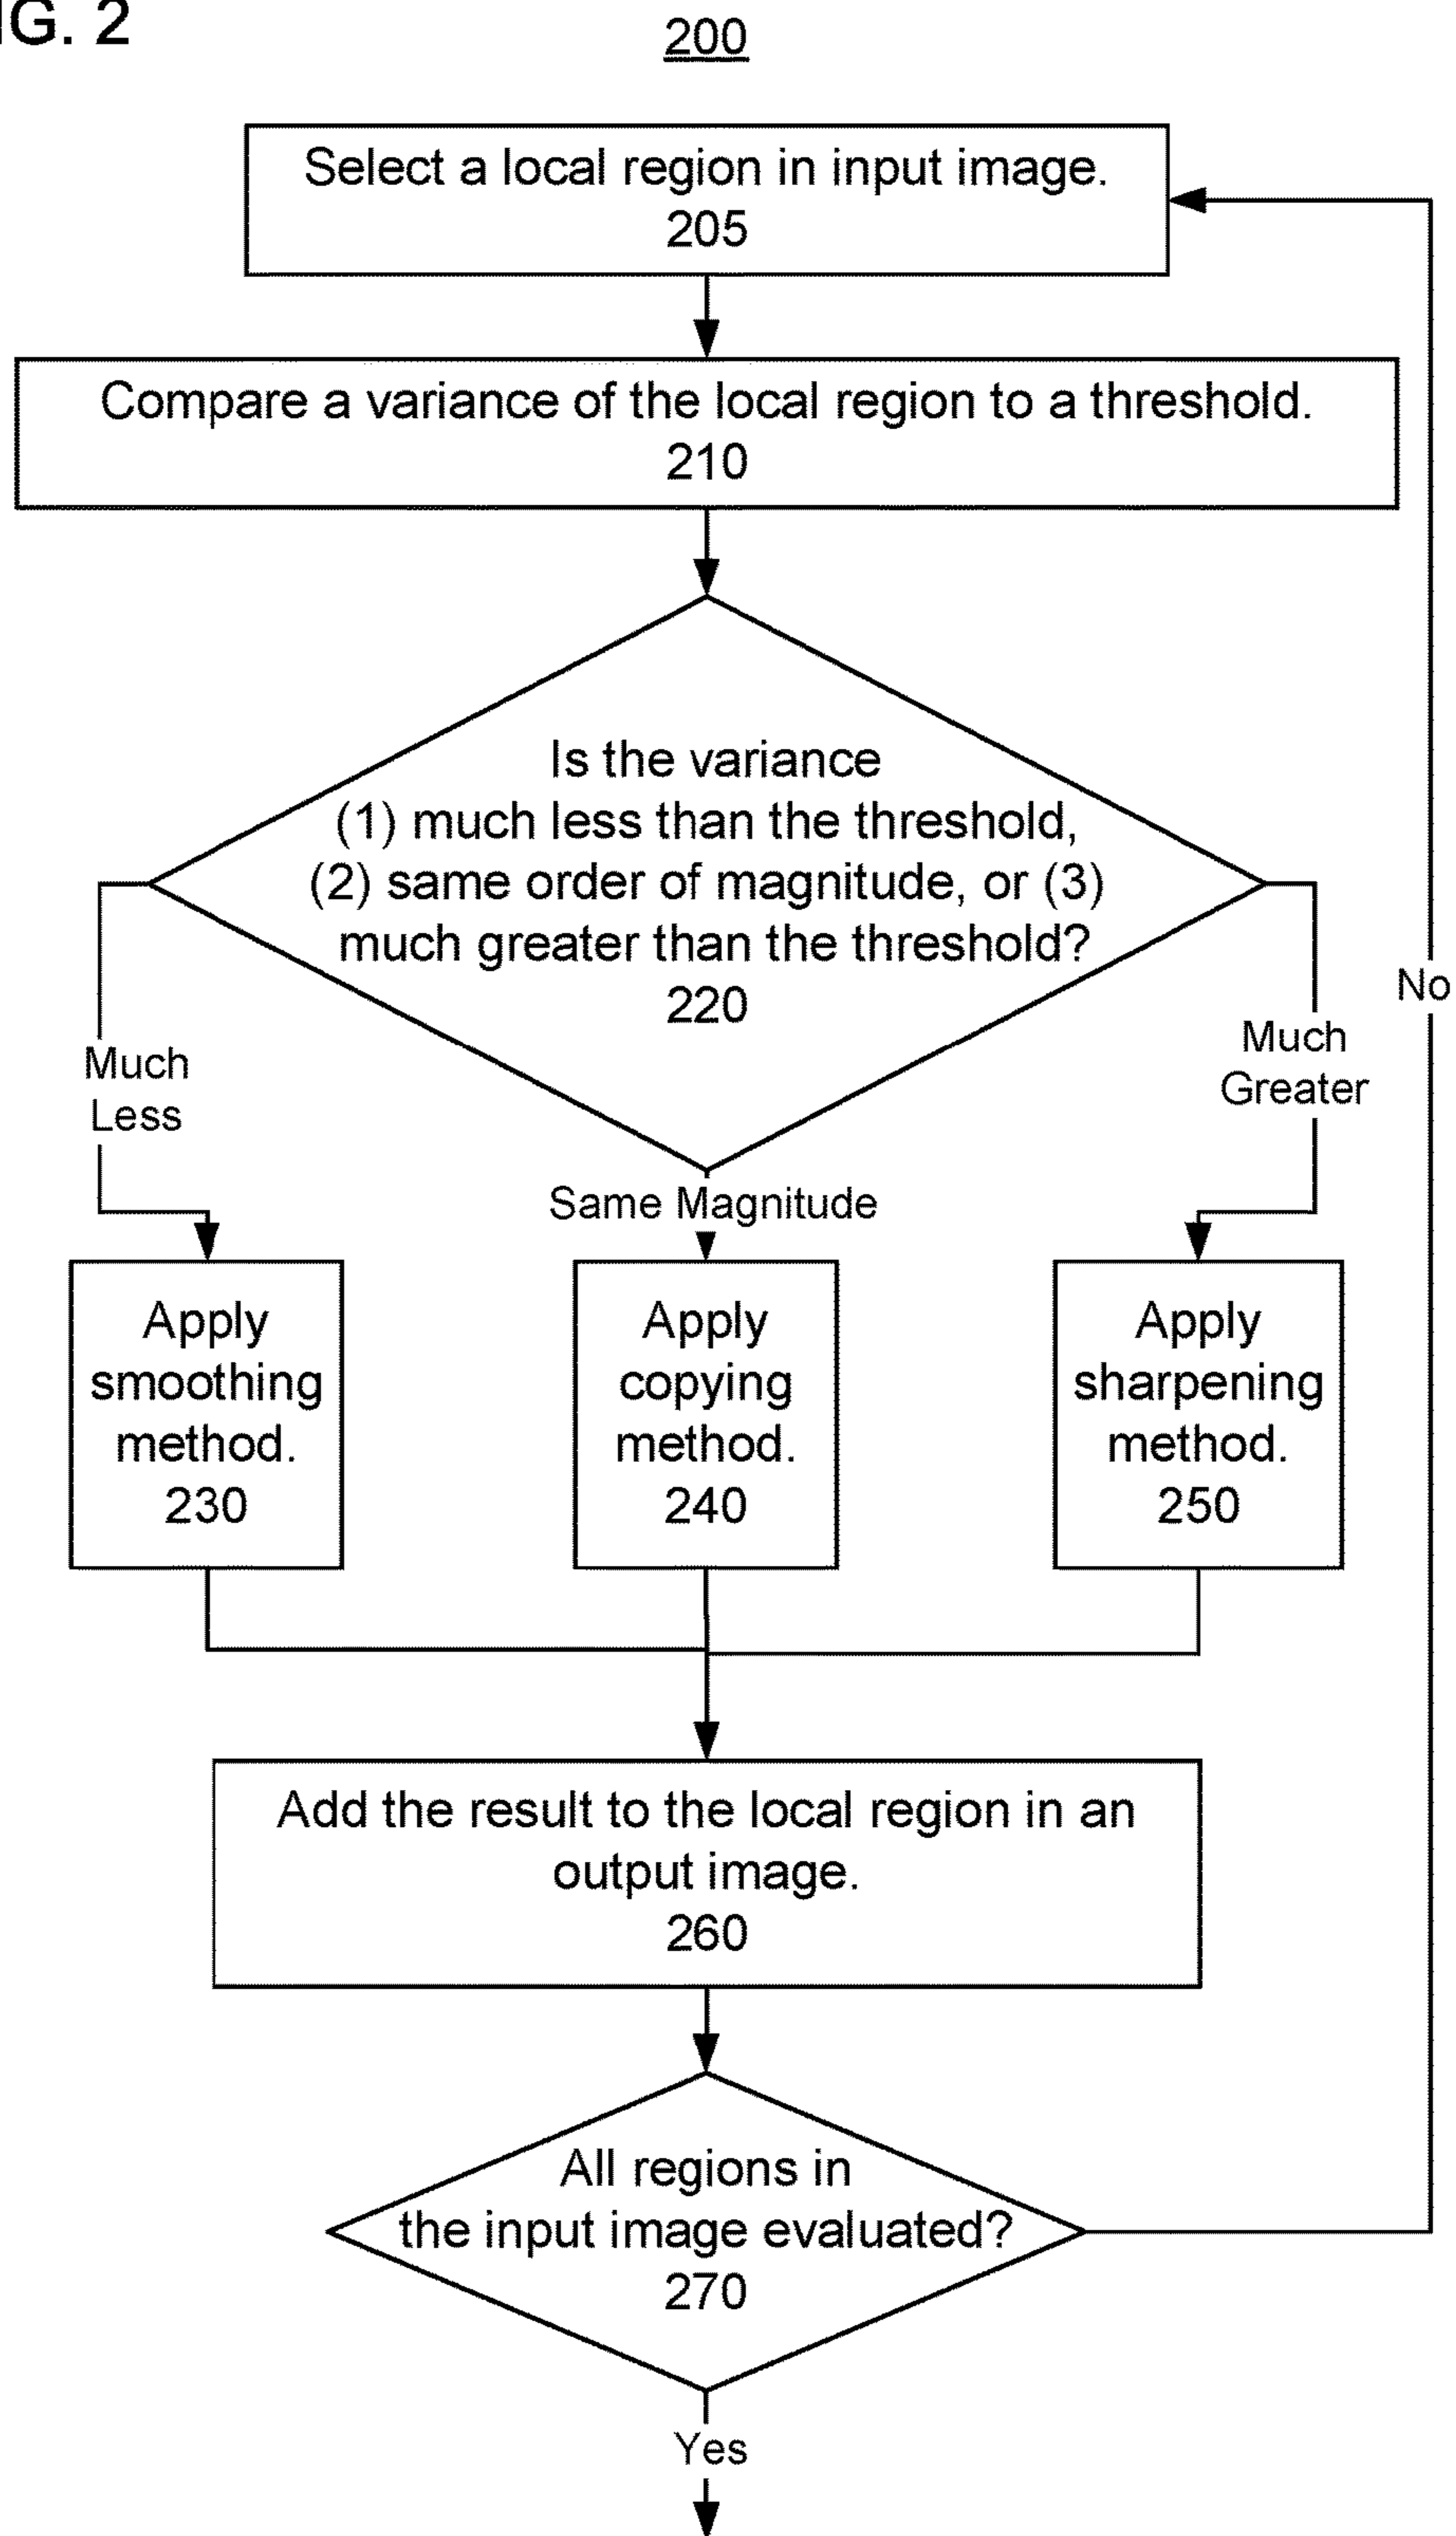 IG. 2
200
Select a local region in input image.
205
Compare a variance of the local region to a threshold.
210
Is the variance
(1) much less than the threshold,
(2) same order of magnitude, or (3)
much greater than the threshold?
220
No
Much
Less
Much
Greater
Same Magnitude
Apply
smoothing
method.
230
Apply
copying
method.
240
Apply
sharpening
method.
250
Add the result to the local region in an
output image.
260
All regions in
the input image evaluated?
270
Yes